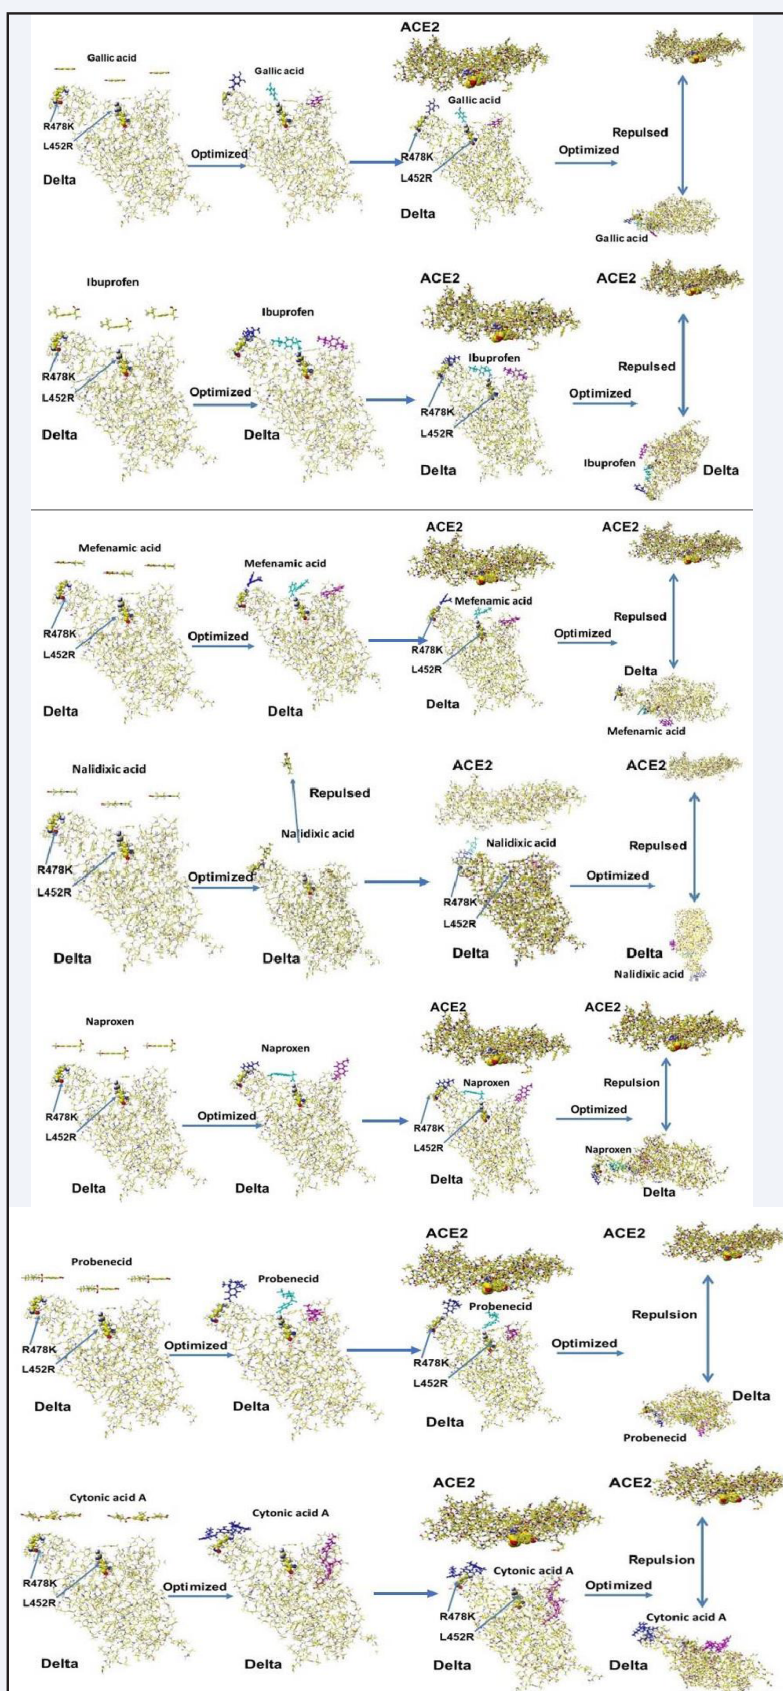 ACE2
Gallic acid
Gallic acid
Gallic acid
R478K
L452R
Optimized
R478K
L452R
Optimized
Repulsed
Delta
Delta
Gallic acid
Ibuprofen
ACE2
ACE2
Ibuprofen
Ibuprofen
R478K
L452R
Optimized
R478K
L452R
Optimized
Repulsed
Delta
Delta
Delta
Ibuprofen
Delta
ACE2
ACE2
Mefenamic acid
Mefenamic acid
Mefenamic acid
R478K
L452R
Optimized
R478K
L452R
Optimized
Repulsed
Delta
Delta
Delta
Delta
Mefenamic acid
Nalidixic acid
Repulsed
Nalidixic acid
ACE2
ACE2
Nalidixic acid
R478K
L452R
Optimized
R478K
L452R
Optimized
Repulsed
Delta
Delta
Delta
Delta
Nalidixic acid
ACE2
ACE2
Naproxen
Naproxen
Naproxen
R478K
L452R
Optimized
R478K
L452R
Optimized
Repulsion
Naproxen
Delta
Delta
Delta
Delta
ACE2
ACE2
Probenecid
Probenecid
Probenecid
R478K
L452R
Optimized
R478K
L452R
Optimized
Repulsion
Delta
Delta
Delta
Delta
Probenecid
ACE2
ACE2
Cytonic acid A
Cytonic acid A
Cytonic acid A
R478K
L452R
Optimized
R478K
L452R
Optimized
Repulsion
Cytonic acid A
Delta
Delta
Delta
Delta